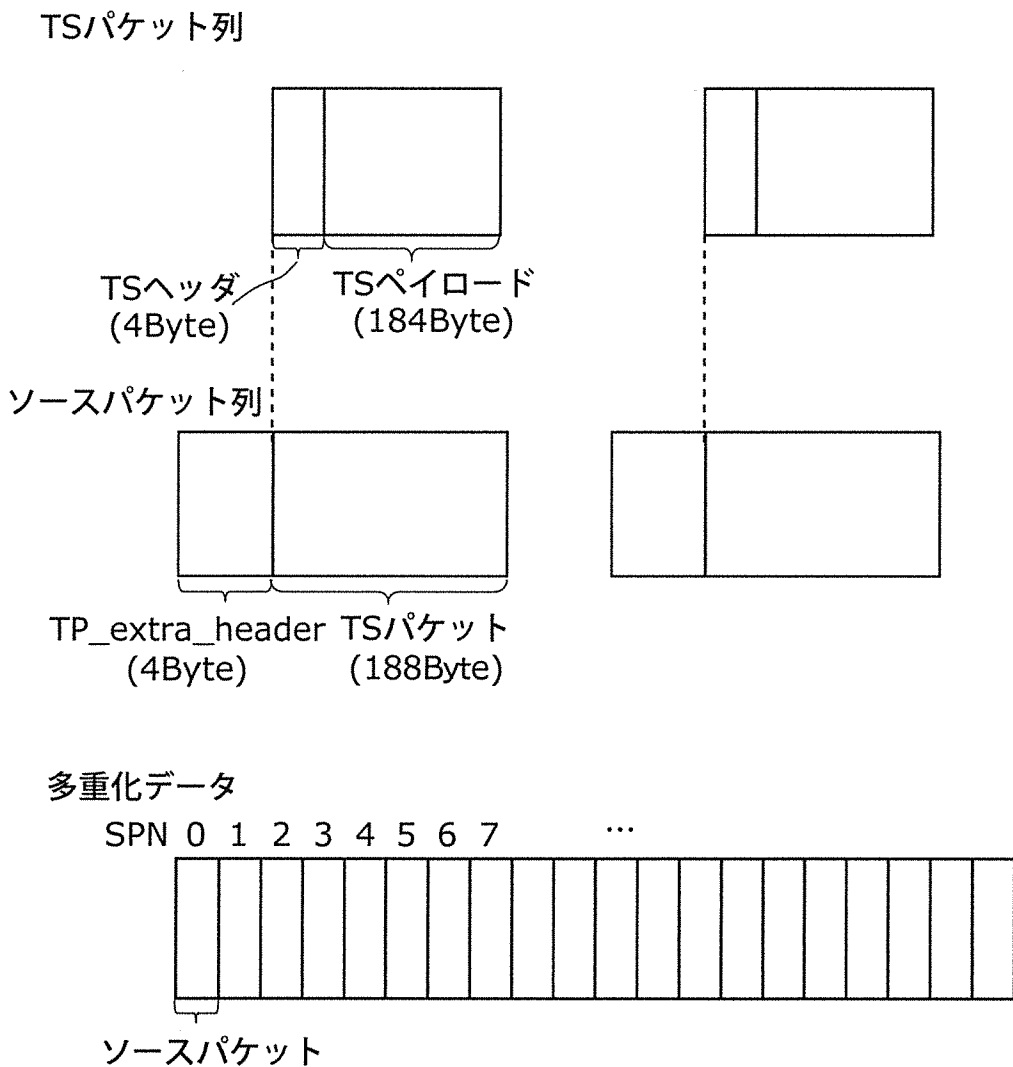 TSパケット列
TSヘッダ
(4Byte)
TSペイロード
(184Byte)
ソースパケット列
TP_extra_header
(4Byte)
TSパケット
(188Byte)
多重化データ
SPN 0 1 2 3 4 5 6 7 …
ソースパケット